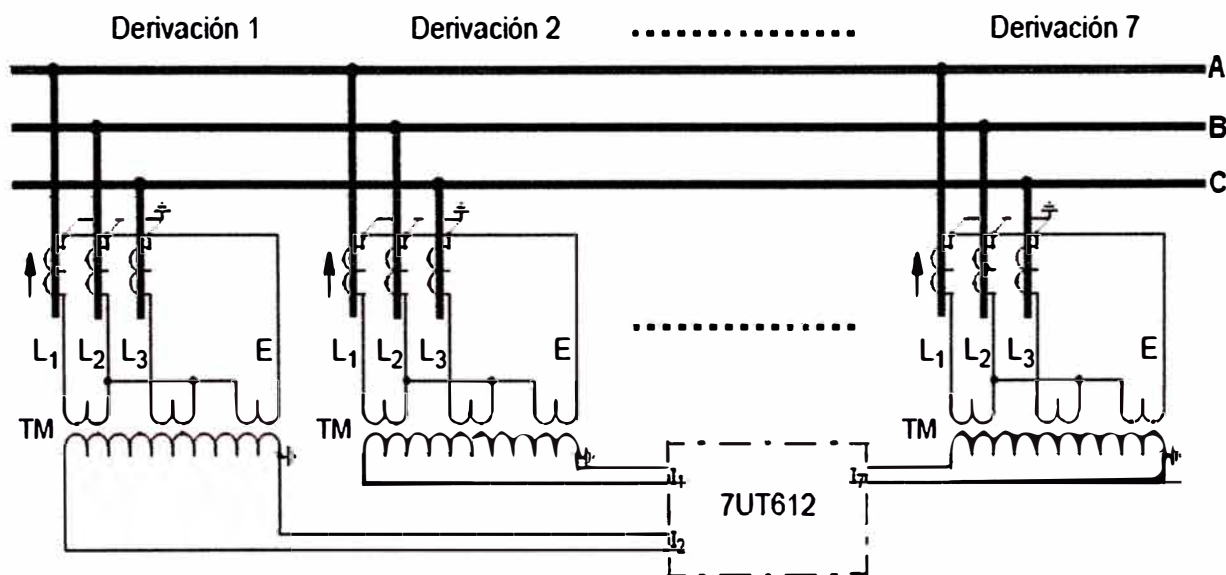 Derivación 1 Derivación 2 Derivación 7
A
B
C
L1 L2 L3 E L1 L2 L3 E L1 L2 L3 E
TM TM TM
I1 I7
7UT612
I2